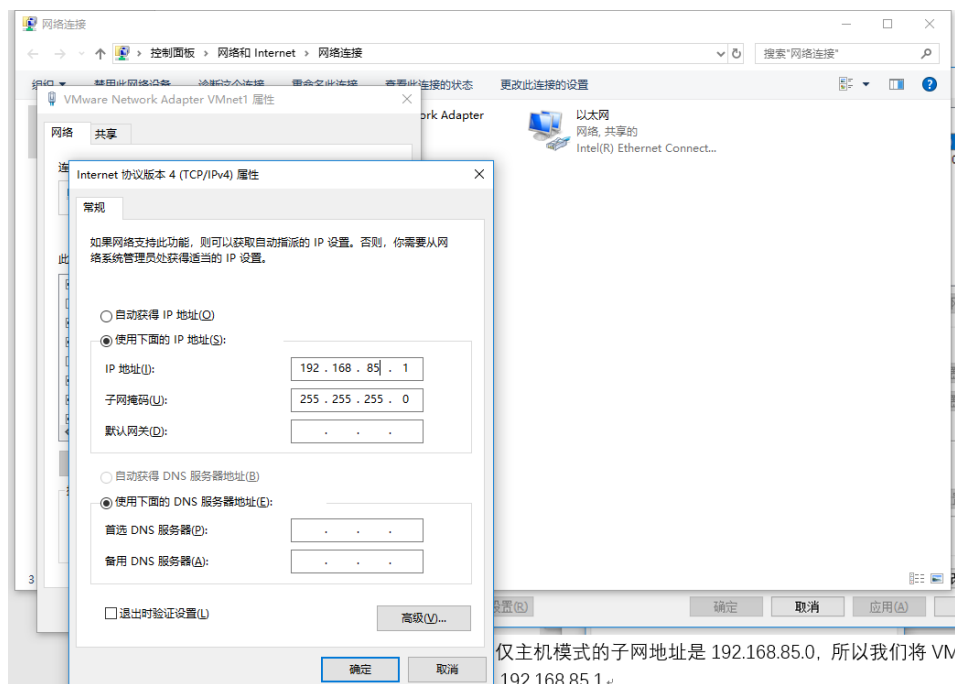 网络连接
控制面板 › 网络和 Internet › 网络连接
搜索"网络连接"
组织 禁用此网络设备 诊断这个连接 重命名此连接 查看此连接的状态 更改此连接的设置
VMware Network Adapter VMnet1 属性
ork Adapter
以太网
网络, 共享的
Intel(R) Ethernet Connect...
网络 共享
连
Internet 协议版本 4 (TCP/IPv4) 属性
常规
如果网络支持此功能，则可以获取自动指派的 IP 设置。否则，你需要从网
络系统管理员处获得适当的 IP 设置。
此
自动获得 IP 地址(O)
使用下面的 IP 地址(S):
IP 地址(I): 192 . 168 . 85 . 1
子网掩码(U): 255 . 255 . 255 . 0
默认网关(D): . . .
自动获得 DNS 服务器地址(B)
使用下面的 DNS 服务器地址(E):
首选 DNS 服务器(P): . . .
备用 DNS 服务器(A): . . .
3
退出时验证设置(L)
高级(V)...
设置(R) 确定 取消 应用(A)
确定 取消
仅主机模式的子网地址是 192.168.85.0，所以我们将 VM
192.168.85.1